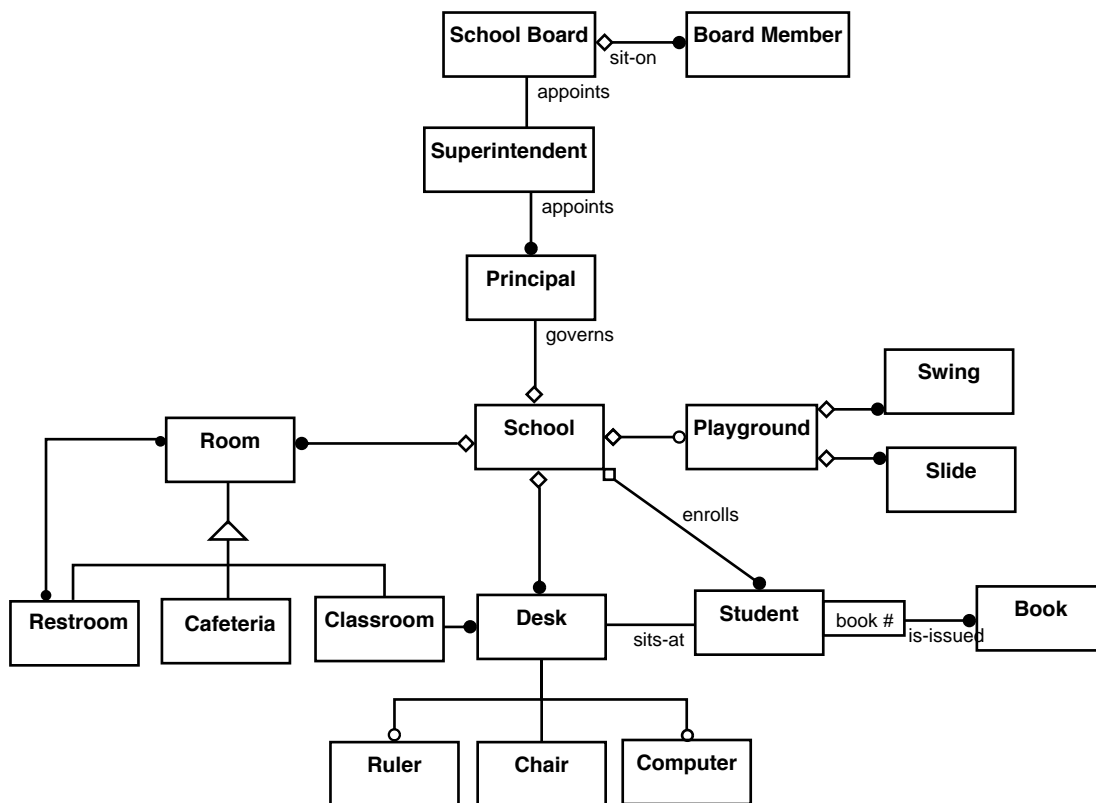 School Board
Board Member
sit-on
appoints
Superintendent
appoints
Principal
governs
Swing
Room
School
Playground
Slide
enrolls
Restroom
Cafeteria
Classroom
Desk
Student
Book
book #
sits-at
is-issued
Ruler
Chair
Computer